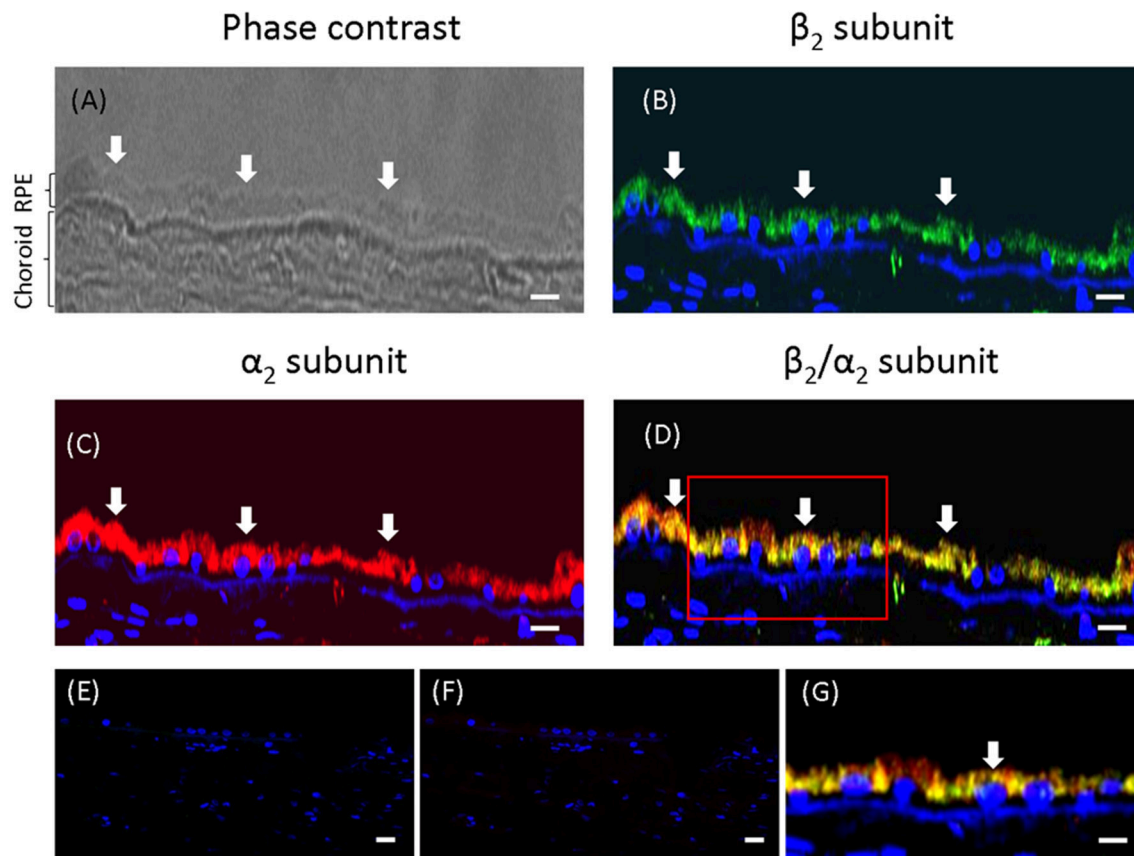 Phase contrast
β₂ subunit
(A)
(B)
RPE
Choroid
α₂ subunit
β₂/α₂ subunit
(C)
(D)
(E)
(F)
(G)